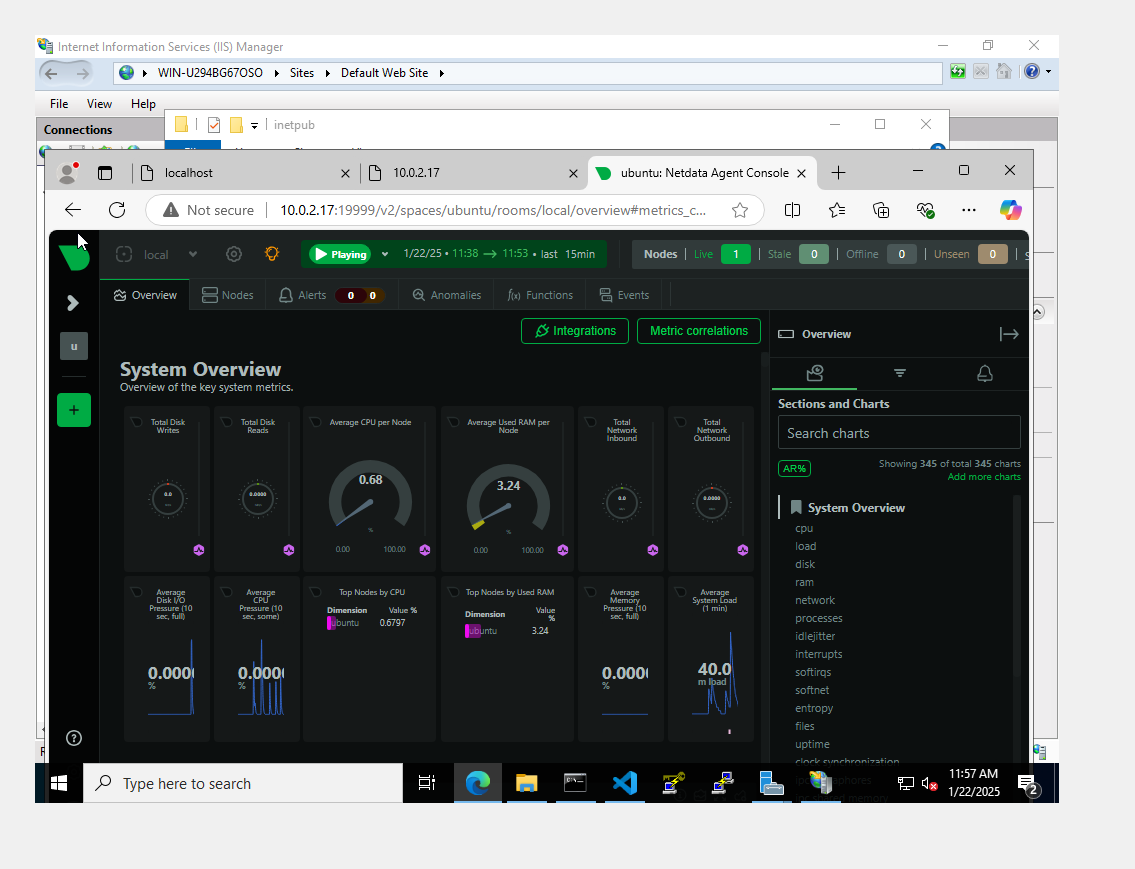 Internet Information Services (IIS) Manager
WIN-U294BG67OSO
Sites
Default Web Site
File
View
Help
Connections
inetpub
localhost
10.0.2.17
ubuntu: Netdata Agent Console
Not secure
10.0.2.17:19999/v2/spaces/ubuntu/rooms/local/overview#metrics_c...
local
Playing
1/22/25 • 11:38 → 11:53 • last 15min
Nodes
Live
1
Stale
0
Offline
0
Unseen
0
Overview
Nodes
Alerts
0
0
Anomalies
f(x) Functions
Events
u
+
Integrations
Metric correlations
System Overview
Overview of the key system metrics.
Total Disk
Writes
0.0
Total Disk
Reads
0.0000
Average CPU per Node
0.68
%
0.00
100.00
Average Used RAM per
Node
3.24
%
0.00
100.00
Total
Network
Inbound
0.0
Total
Network
Outbound
0.0000
Average
Disk I/O
Pressure (10
sec, full)
0.000
%
Average
CPU
Pressure (10
sec, some)
0.000
%
Top Nodes by CPU
Dimension
Value %
ubuntu
0.6797
Top Nodes by Used RAM
Dimension
Value
%
ubuntu
3.24
Average
Memory
Pressure (10
sec, full)
0.000
%
Average
System Load
(1 min)
40.0
m load
Overview
Sections and Charts
Search charts
AR%
Showing 345 of total 345 charts
Add more charts
System Overview
cpu
load
disk
ram
network
processes
idlejitter
interrupts
softirqs
softnet
entropy
files
uptime
clock synchronization
Type here to search
11:57 AM
1/22/2025
2